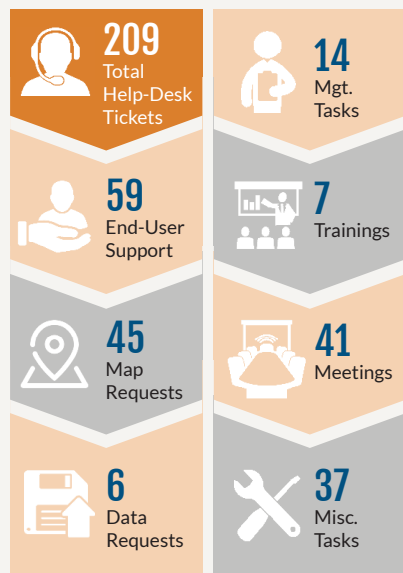 209
Total
Help-Desk
Tickets
59
End-User
Support
45
Map
Requests
6
Data
Requests
14
Mgt.
Tasks
7
Trainings
41
Meetings
37
Misc.
Tasks